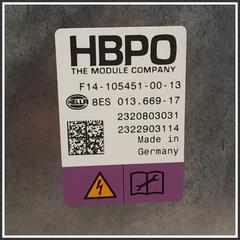 HBPO
THE MODULE COMPANY
F14-105451-00-13
HELLA 8ES 013.669-17
2320803031
2322903114
Made in
Germany